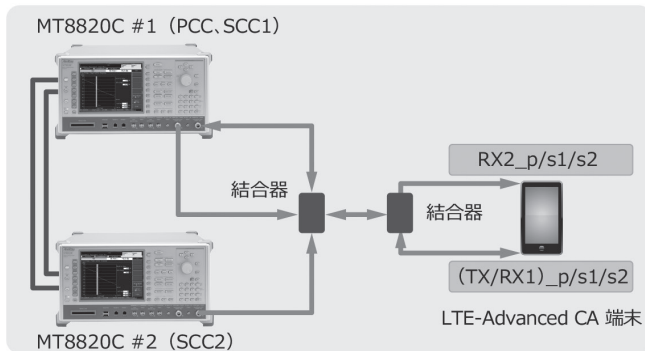 MT8820C #1（PCC、SCC1）
RX2_p/s1/s2
結合器
結合器
(TX/RX1)_p/s1/s2
LTE-Advanced CA 端末
MT8820C #2（SCC2）